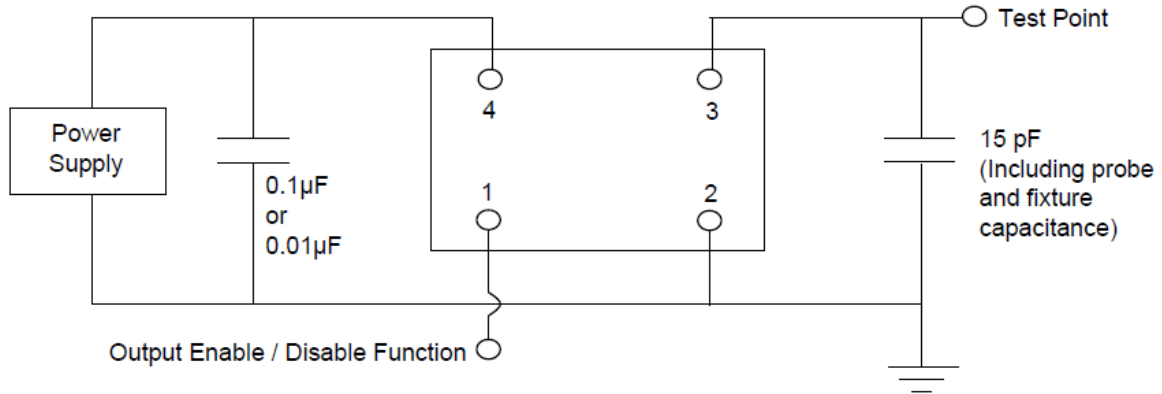 Test Point
4
3
Power
Supply
15 pF
(Including probe
and fixture
capacitance)
0.1µF
or
0.01µF
1
2
Output Enable / Disable Function